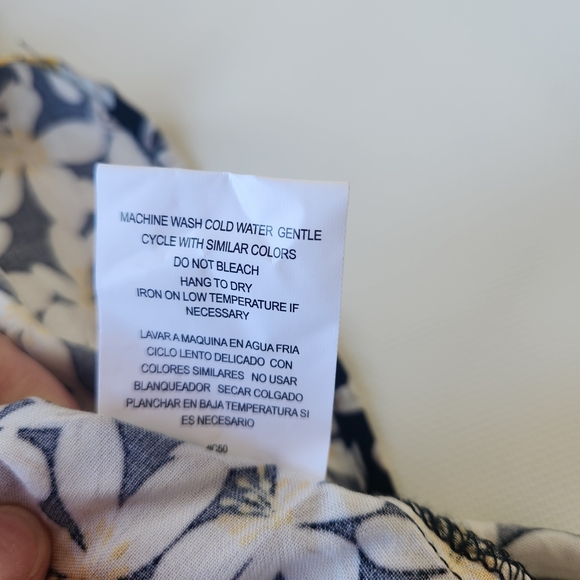 MACHINE WASH COLD WATER GENTLE
CYCLE WITH SIMILAR COLORS
DO NOT BLEACH
HANG TO DRY
IRON ON LOW TEMPERATURE IF
NECESSARY
LAVAR A MAQUINA EN AGUA FRIA
CICLO LENTO DELICADO CON
COLORES SIMILARES NO USAR
BLANQUEADOR SECAR COLGADO
PLANCHAR EN BAJA TEMPERATURA SI
ES NECESARIO